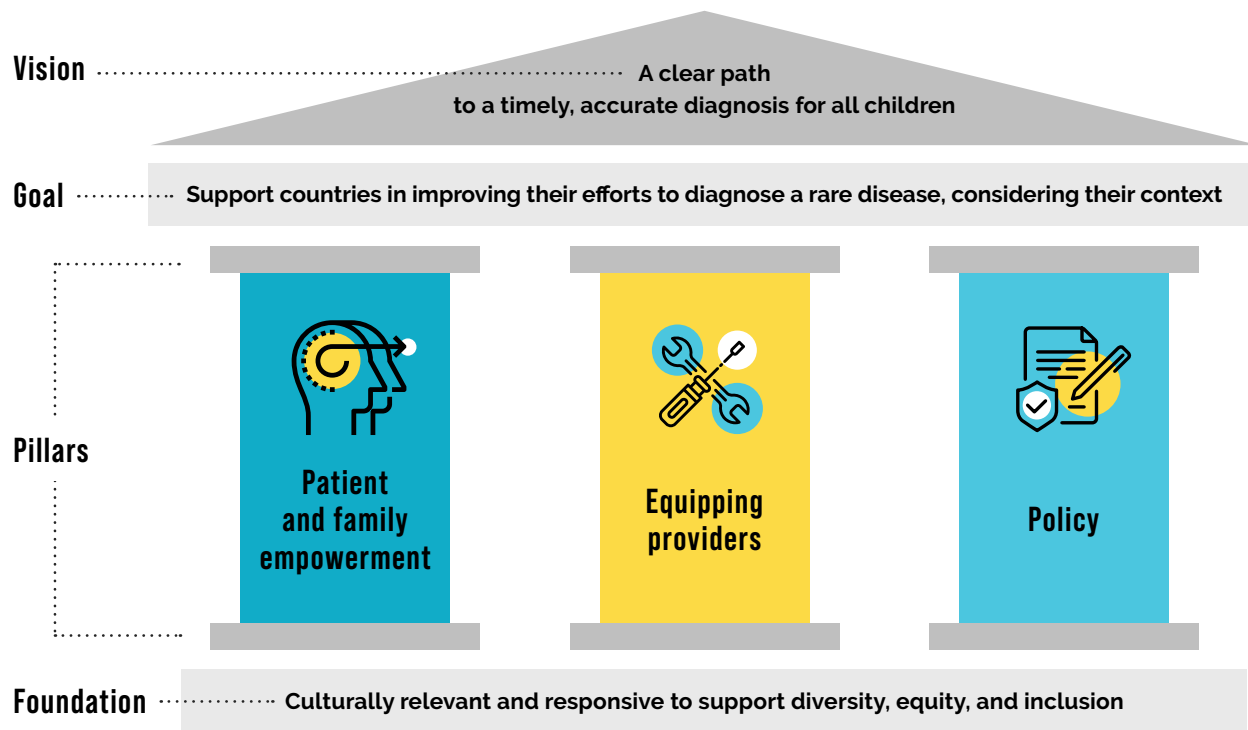 Vision
A clear path
to a timely, accurate diagnosis for all children
Goal
Support countries in improving their efforts to diagnose a rare disease, considering their context
Pillars
Patient
and family
empowerment
Equipping
providers
Policy
Foundation
Culturally relevant and responsive to support diversity, equity, and inclusion